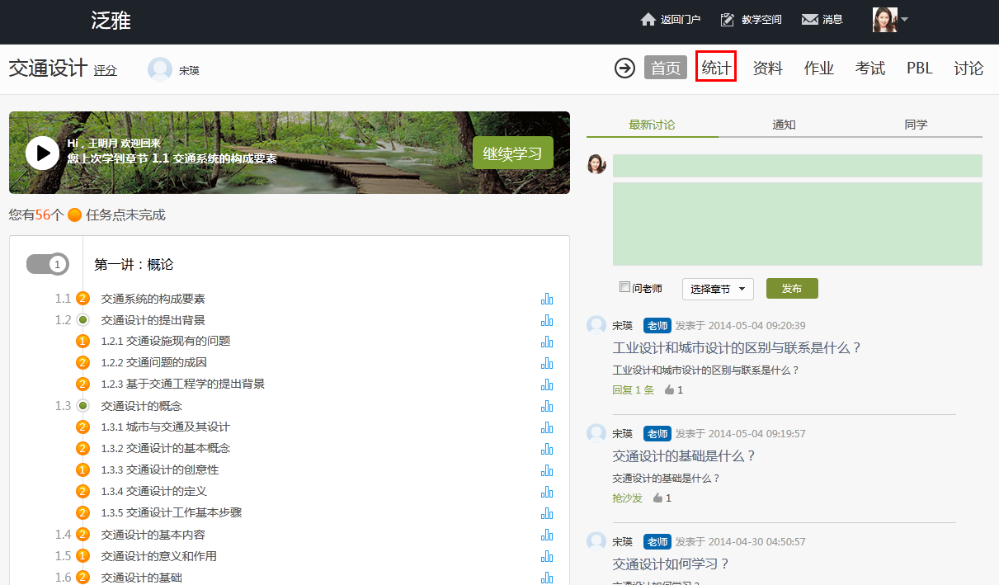 泛雅
返回门户 教学空间 消息
交通设计 评分 宋瑛
首页 统计 资料 作业 考试 PBL 讨论
Hi，王明月 欢迎回来
您上次学到章节 1.1 交通系统的构成要素
继续学习
您有56个 任务点未完成
1 第一讲：概论
1.1 2 交通系统的构成要素
1.2 交通设计的提出背景
1 1.2.1 交通设施现有的问题
2 1.2.2 交通问题的成因
2 1.2.3 基于交通工程学的提出背景
1.3 交通设计的概念
2 1.3.1 城市与交通及其设计
2 1.3.2 交通设计的基本概念
1 1.3.3 交通设计的创意性
2 1.3.4 交通设计的定义
2 1.3.5 交通设计工作基本步骤
1.4 2 交通设计的基本内容
1.5 1 交通设计的意义和作用
1.6 2 交通设计的基础
最新讨论 通知 同学
问老师 选择章节 发布
宋瑛 老师 发表于 2014-05-04 09:20:39
工业设计和城市设计的区别与联系是什么？
工业设计和城市设计的区别与联系是什么？
回复 1 条 1
宋瑛 老师 发表于 2014-05-04 09:19:57
交通设计的基础是什么？
交通设计的基础是什么？
抢沙发 1
宋瑛 老师 发表于 2014-04-30 04:50:57
交通设计如何学习？
交通设计如何学习？